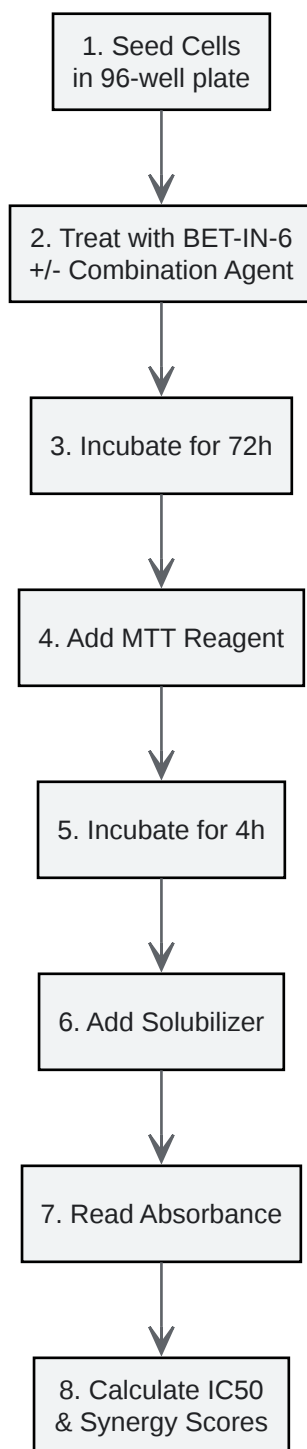 1. Seed Cells
in 96-well plate
2. Treat with BET-IN-6
+/- Combination Agent
3. Incubate for 72h
4. Add MTT Reagent
5. Incubate for 4h
6. Add Solubilizer
7. Read Absorbance
8. Calculate IC50
& Synergy Scores